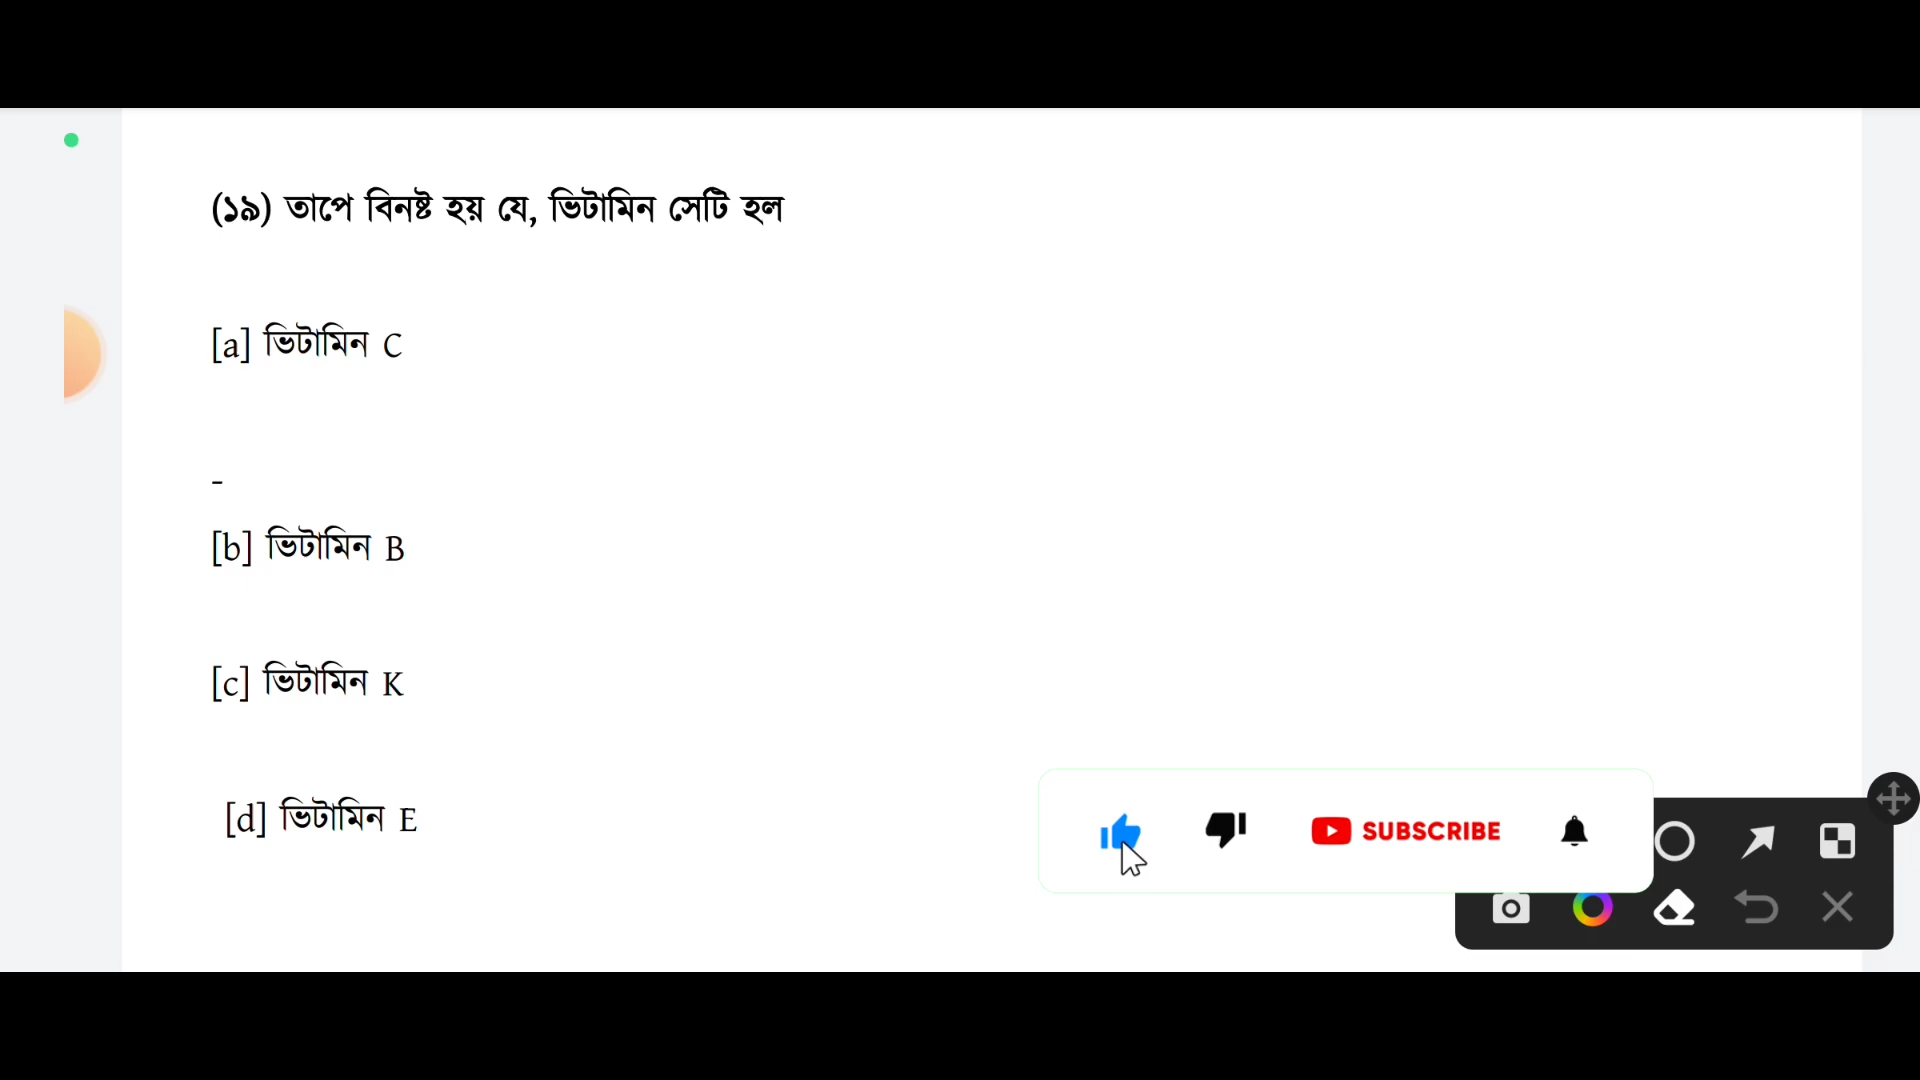 (১৯) তাপে বিনষ্ট হয় যে, ভিটামিন সেটি হল
[a] ভিটামিন C
-
[b] ভিটামিন B
[c] ভিটামিন K
[d] ভিটামিন E
SUBSCRIBE